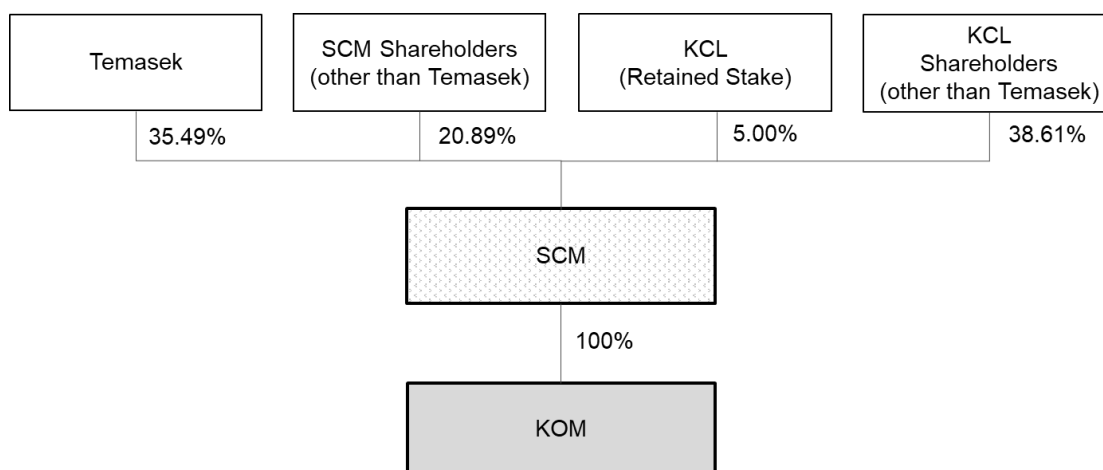 Temasek
SCM Shareholders
(other than Temasek)
KCL
(Retained Stake)
KCL
Shareholders
(other than Temasek)
35.49%
20.89%
5.00%
38.61%
SCM
100%
KOM